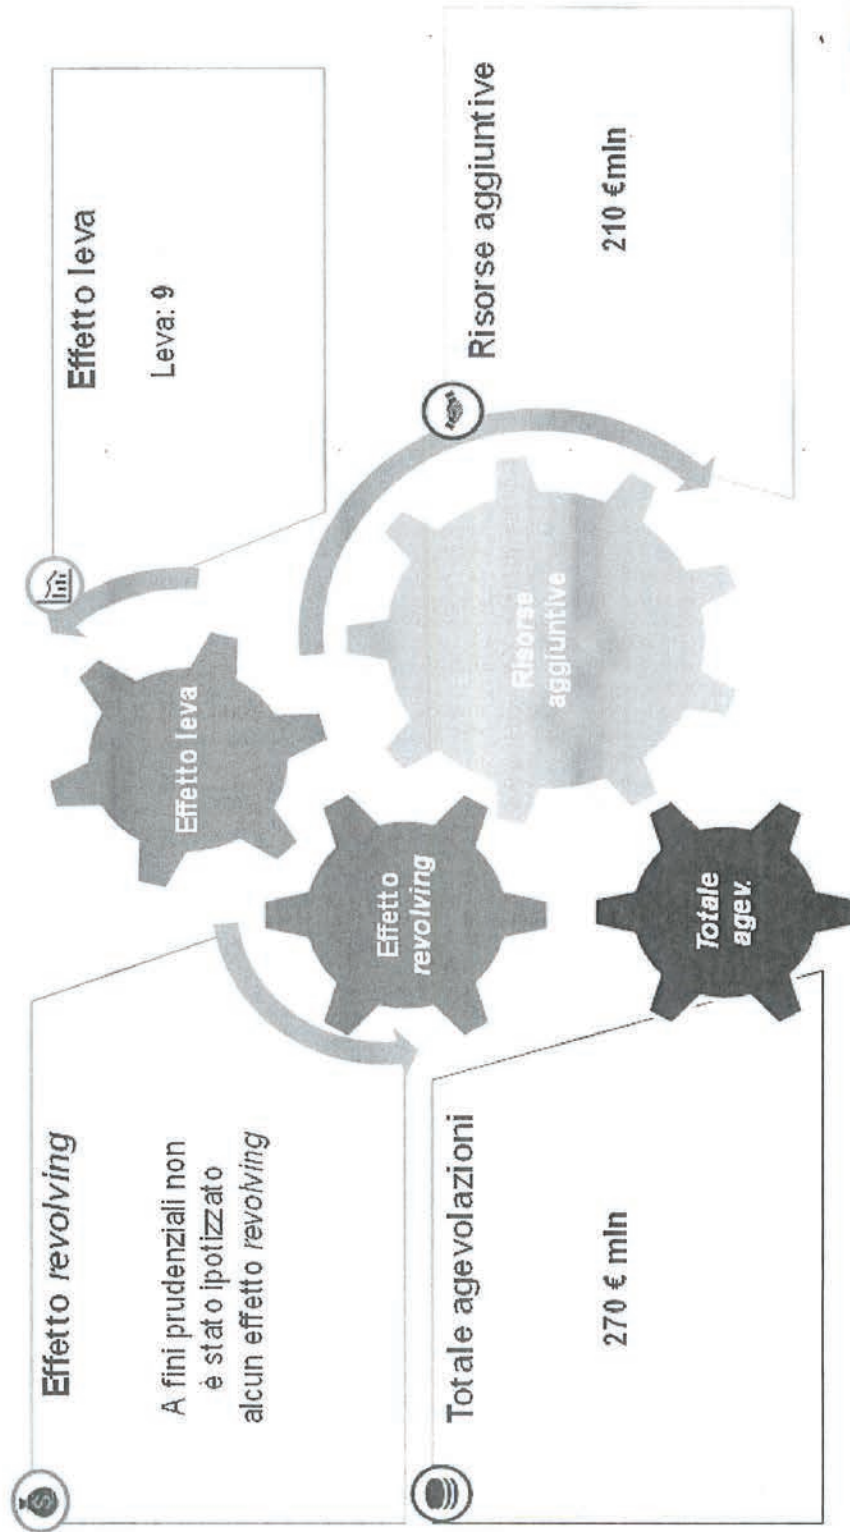 Effetto revolving
A fini prudenziali non
è stato ipotizzato
alcun effetto revolving
Effetto leva
Leva: 9
Effetto leva
Effetto
revolving
Risorse
aggiuntive
Totale
agev.
Totale agevolazioni
270 € mln
Risorse aggiuntive
210 €mln